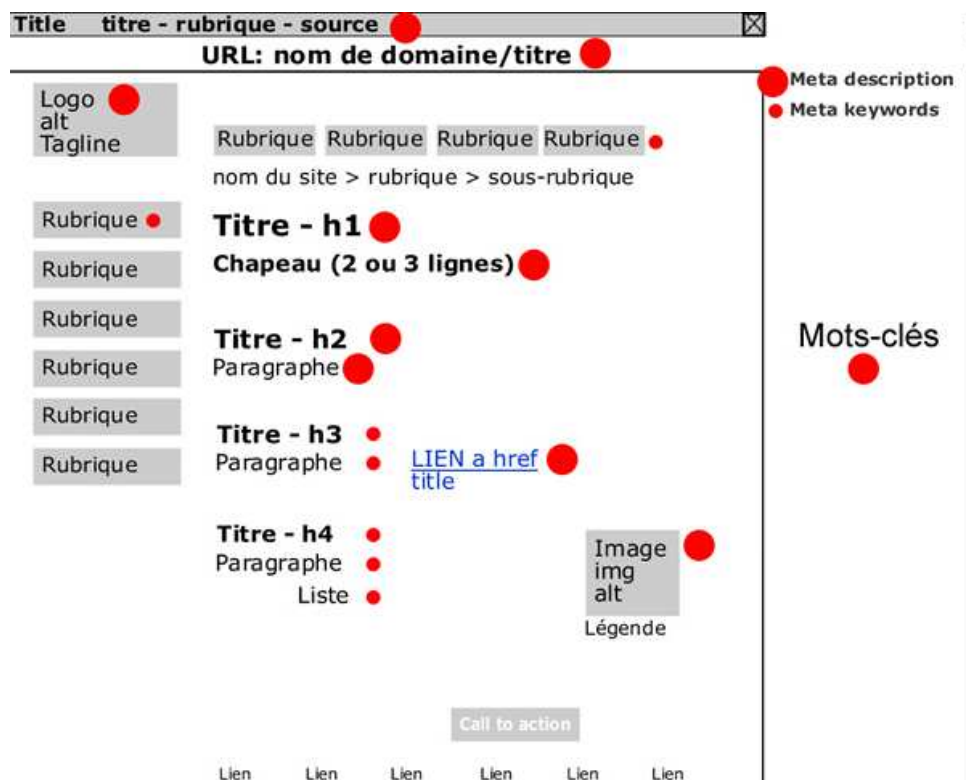 Title titre - rubrique - source
URL: nom de domaine/titre
Meta description
Meta keywords
Logo
alt
Tagline
Rubrique Rubrique Rubrique Rubrique
nom du site > rubrique > sous-rubrique
Rubrique
Rubrique
Rubrique
Rubrique
Rubrique
Rubrique
Titre - h1
Chapeau (2 ou 3 lignes)
Titre - h2
Paragraphe
Mots-clés
Titre - h3
Paragraphe
LIEN a href
title
Titre - h4
Paragraphe
Liste
Image
img
alt
Légende
Call to action
Lien Lien Lien Lien Lien Lien